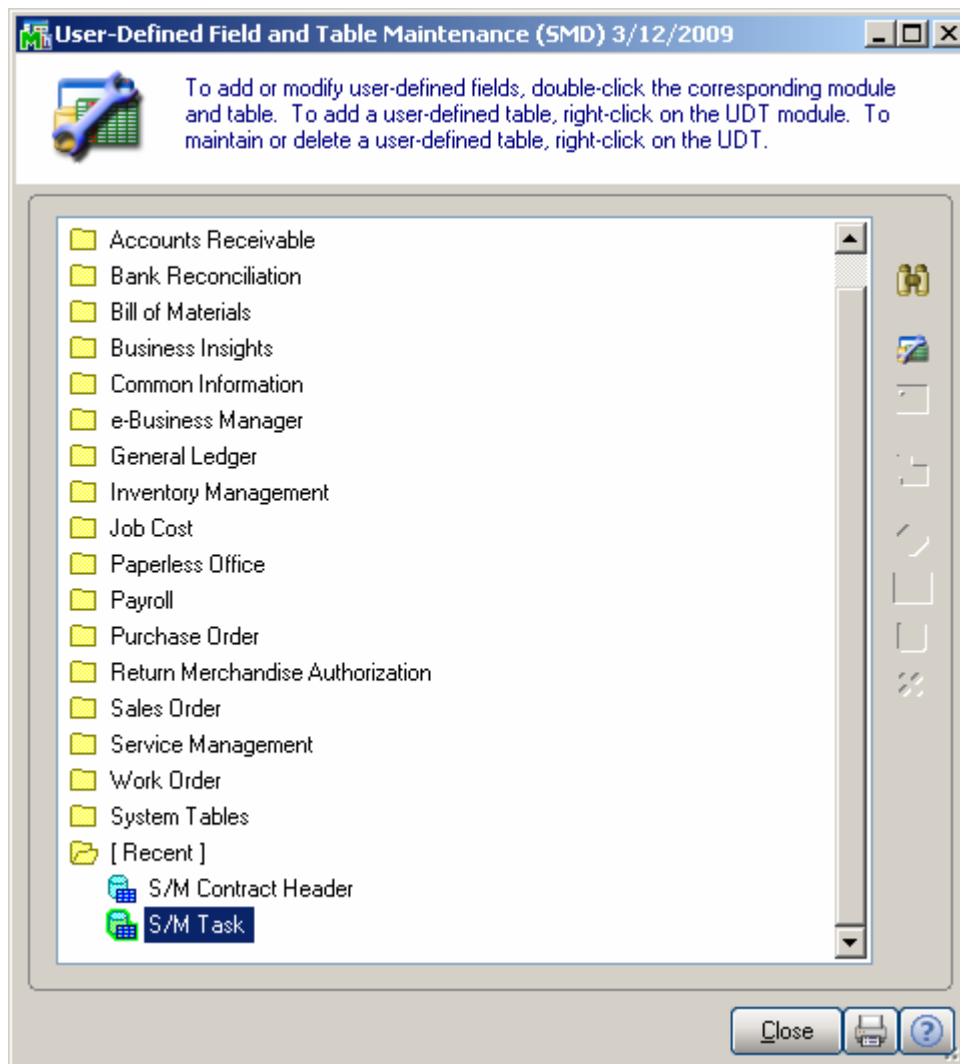 User-Defined Field and Table Maintenance (SMD) 3/12/2009
To add or modify user-defined fields, double-click the corresponding module
and table. To add a user-defined table, right-click on the UDT module. To
maintain or delete a user-defined table, right-click on the UDT.
Accounts Receivable
Bank Reconciliation
Bill of Materials
Business Insights
Common Information
e-Business Manager
General Ledger
Inventory Management
Job Cost
Paperless Office
Payroll
Purchase Order
Return Merchandise Authorization
Sales Order
Service Management
Work Order
System Tables
[ Recent ]
S/M Contract Header
S/M Task
Close